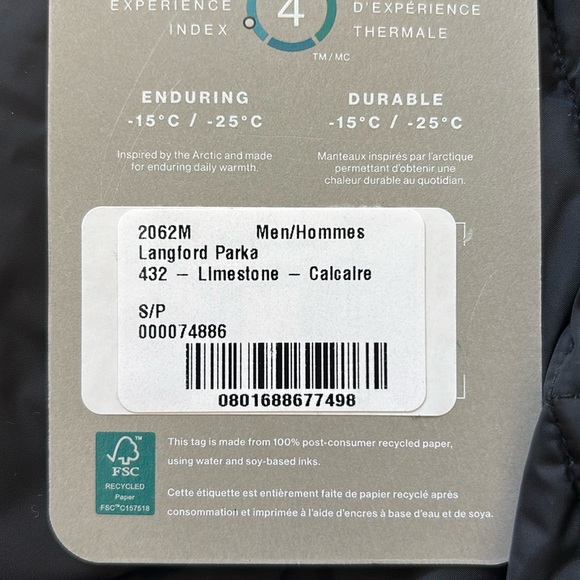 EXPERIENCE
INDEX
4
D'EXPÉRIENCE
THERMALE
TM/MC
ENDURING
-15°C / -25°C
Inspired by the Arctic and made
for enduring daily warmth.
DURABLE
-15°C / -25°C
Manteaux inspirés par l'arctique
permettant d'obtenir une
chaleur durable au quotidien.
2062M Men/Hommes
Langford Parka
432 – Limestone – Calcaire
S/P
000074886
0801688677498
FSC
RECYCLED
Paper
FSC™C157518
This tag is made from 100% post-consumer recycled paper,
using water and soy-based inks.
Cette étiquette est entièrement faite de papier recyclé après
consommation et imprimée à l'aide d'encres à base d'eau et de soya.